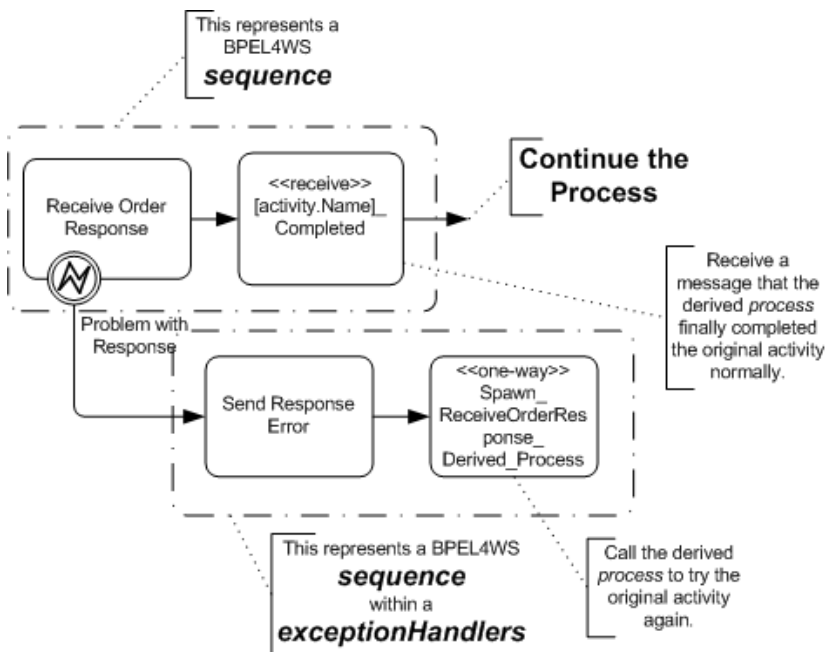 This represents a
BPEL4WS
sequence
Receive Order
Response
<<receive>>
[activity.Name]_
Completed
Continue the
Process
Receive a
message that the
derived process
finally completed
the original activity
normally.
Problem with
Response
Send Response
Error
<<one-way>>
Spawn_
ReceiveOrderRes
ponse_
Derived_Process
This represents a BPEL4WS
sequence
within a
exceptionHandlers
Call the derived
process to try the
original activity
again.